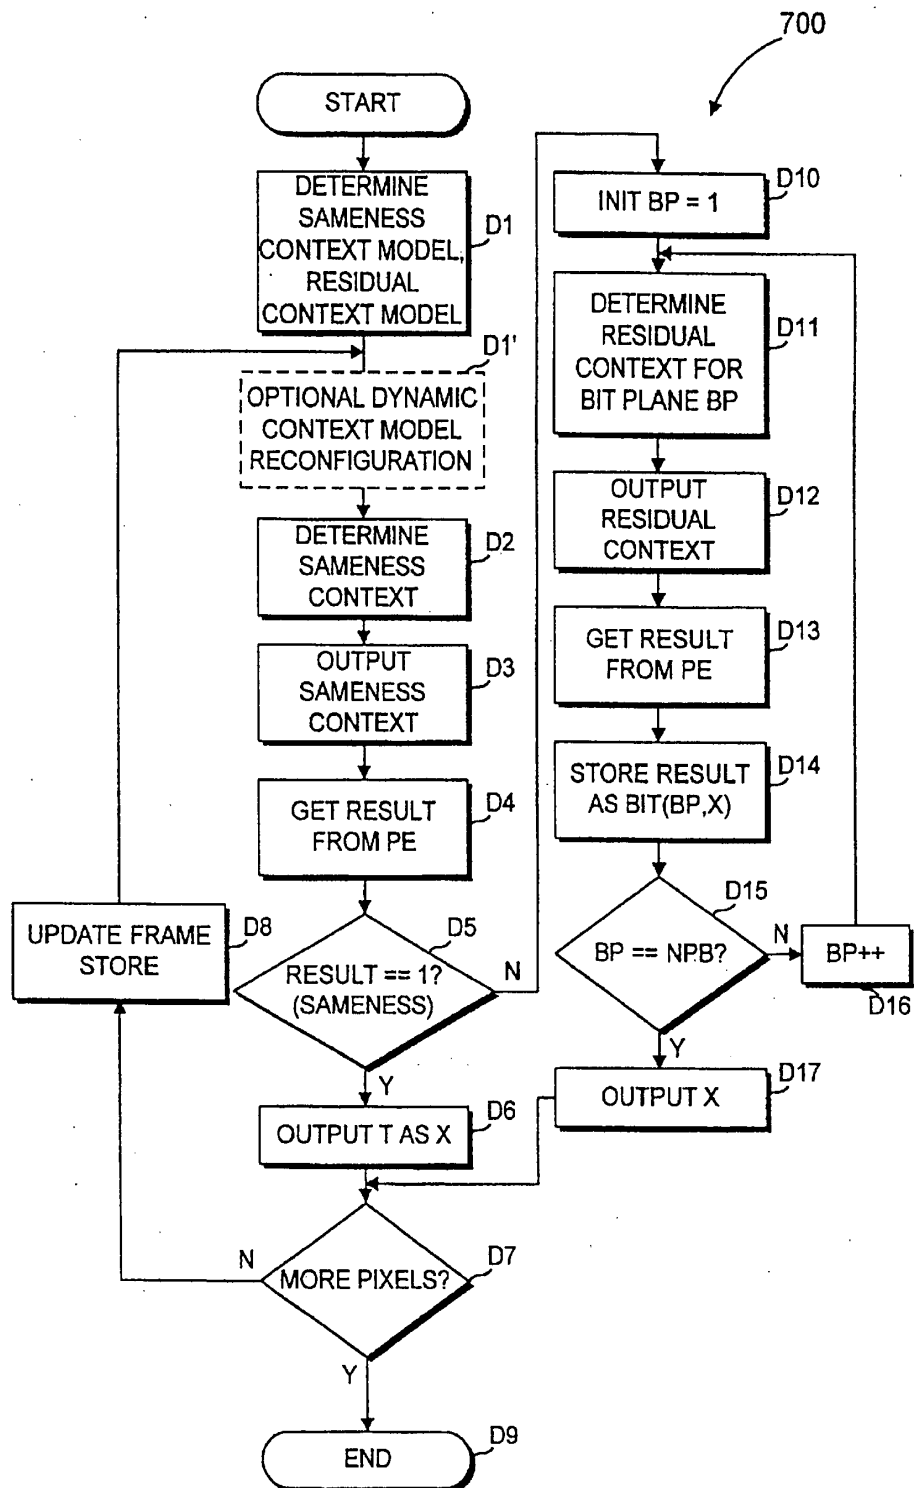 700
START
DETERMINE
SAMENESS
CONTEXT MODEL,
RESIDUAL
CONTEXT MODEL
D1
D1'
OPTIONAL DYNAMIC
CONTEXT MODEL
RECONFIGURATION
DETERMINE
SAMENESS
CONTEXT
D2
OUTPUT
SAMENESS
CONTEXT
D3
GET RESULT
FROM PE
D4
UPDATE FRAME
STORE
D8
RESULT == 1?
(SAMENESS)
D5
N
Y
OUTPUT T AS X
D6
MORE PIXELS?
D7
N
Y
END
D9
INIT BP = 1
D10
DETERMINE
RESIDUAL
CONTEXT FOR
BIT PLANE BP
D11
OUTPUT
RESIDUAL
CONTEXT
D12
GET RESULT
FROM PE
D13
STORE RESULT
AS BIT(BP,X)
D14
BP == NPB?
D15
N
BP++
D16
Y
OUTPUT X
D17